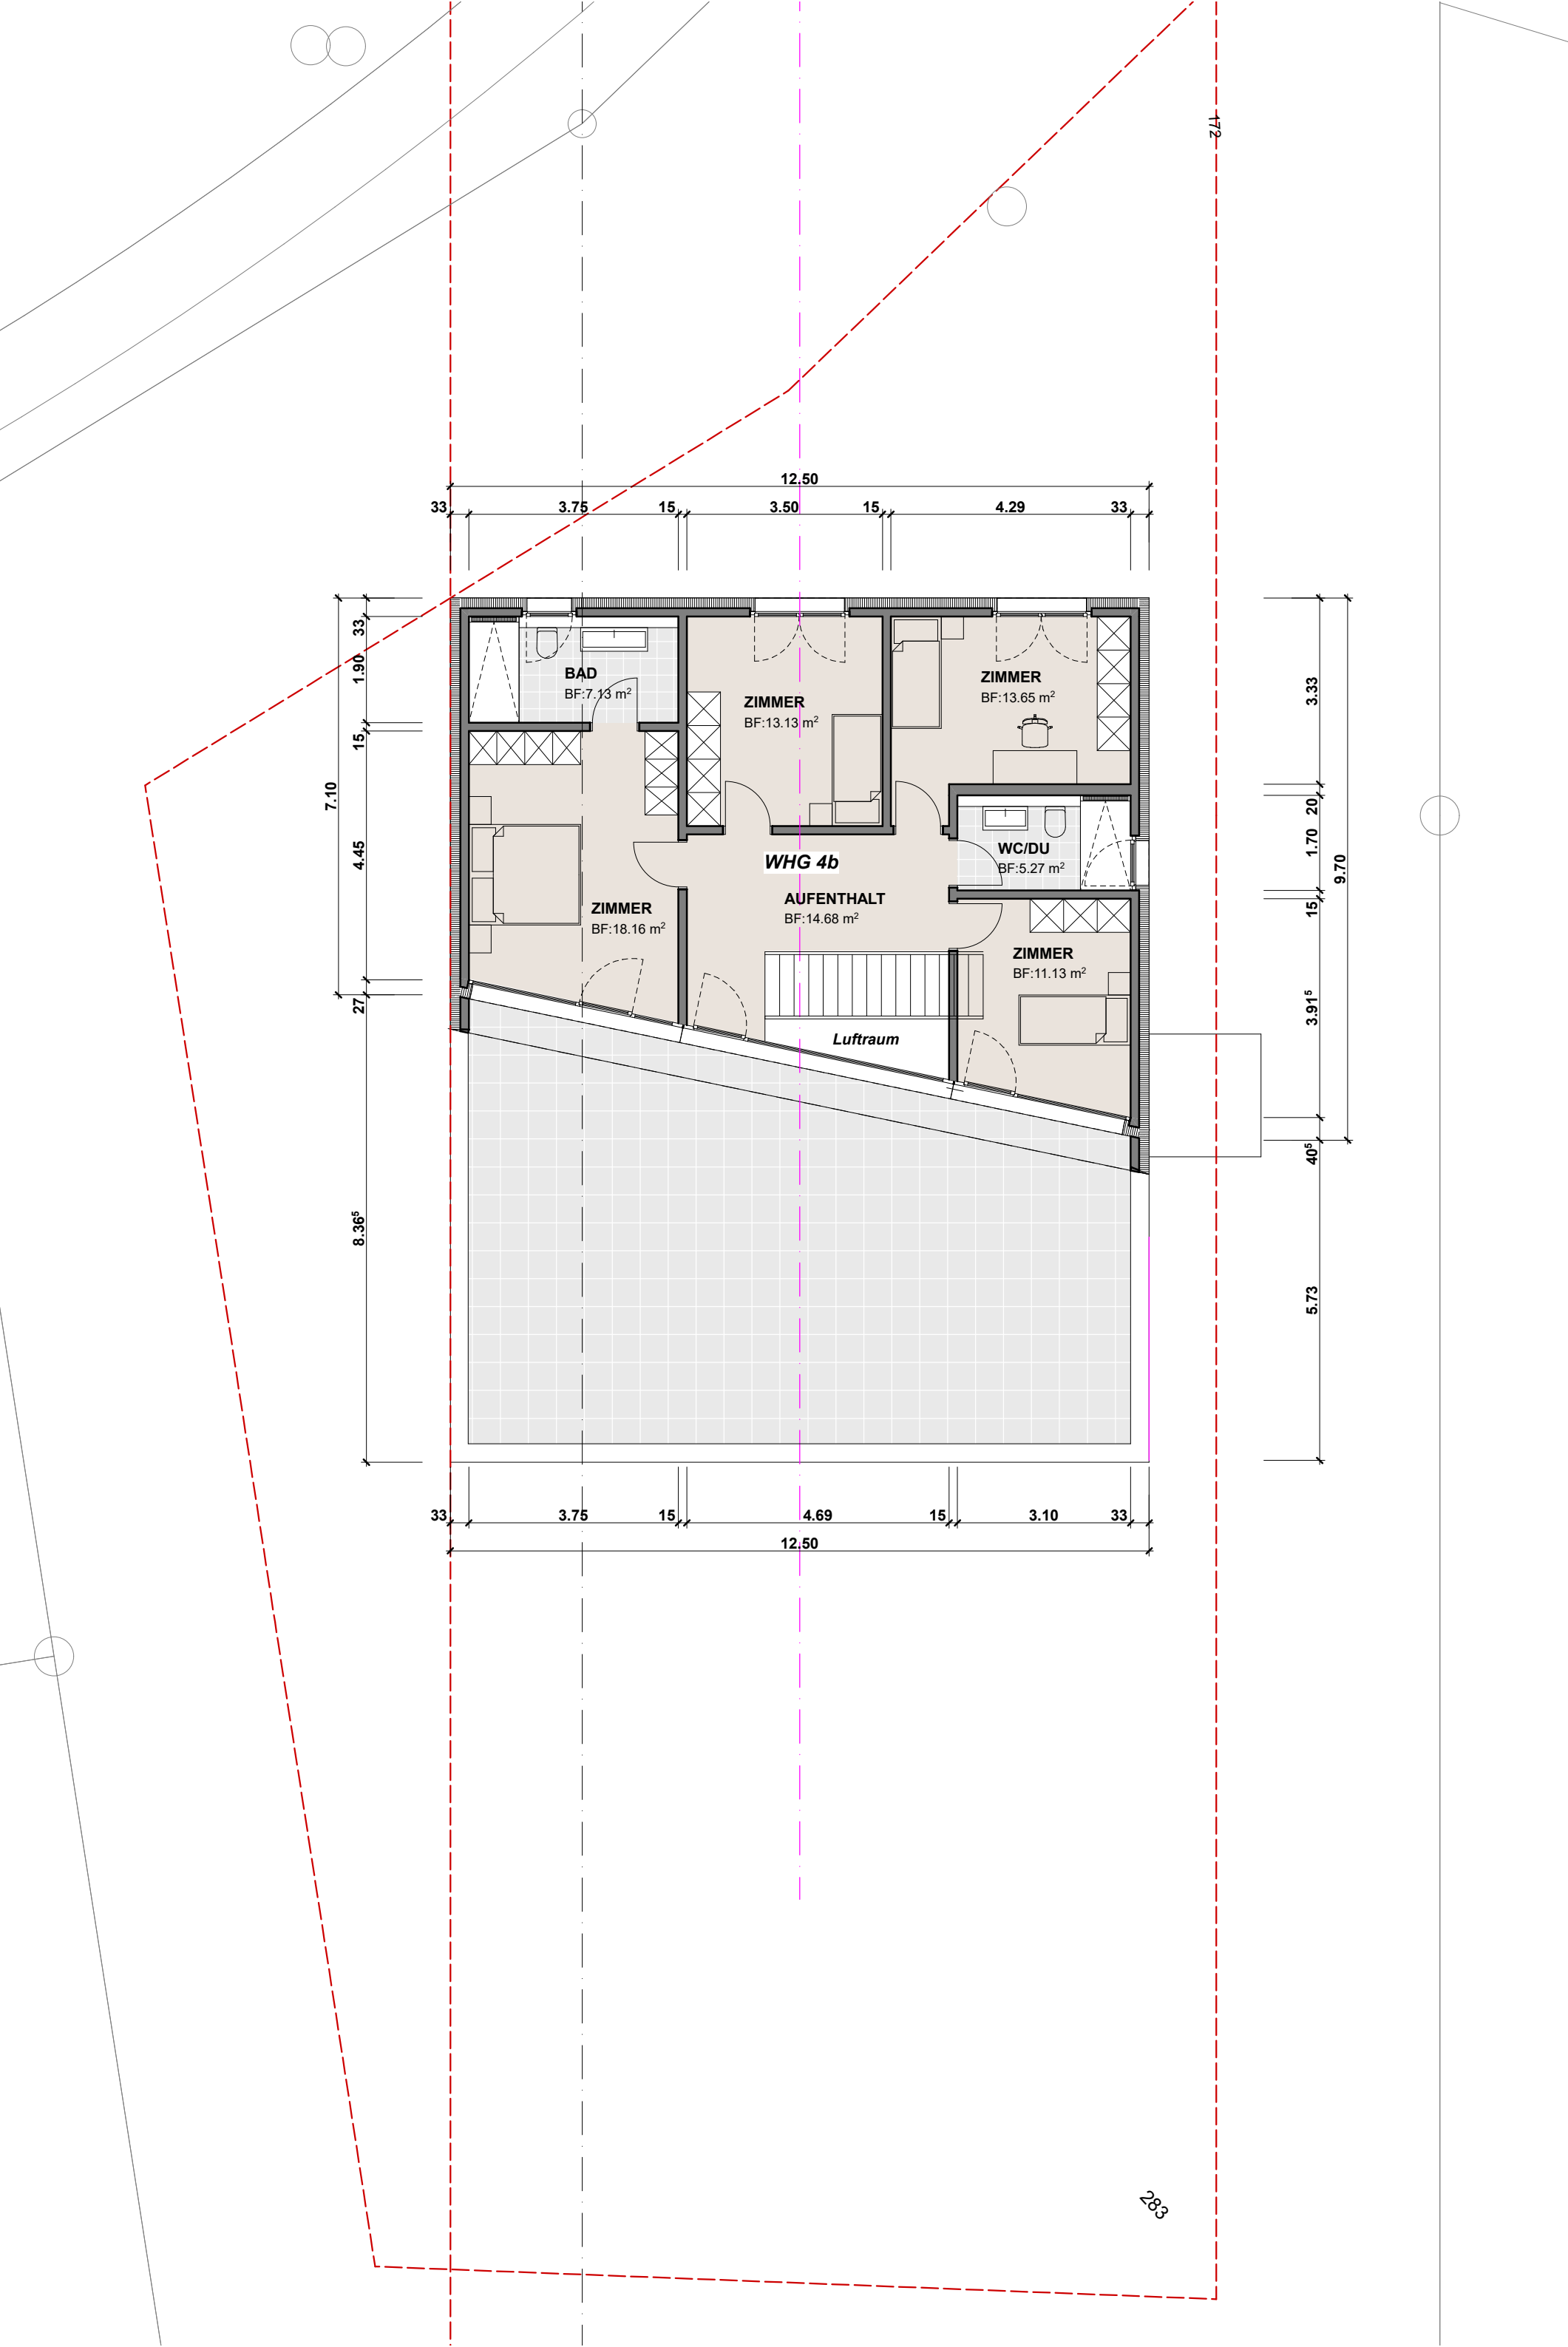 172
12.50
33 3.75 15 3.50 15 4.29 33
33
1.90
15
4.45
27
8.36⁵
7.10
BAD
BF:7.13 m²
ZIMMER
BF:13.13 m²
ZIMMER
BF:13.65 m²
WHG 4b
WC/DU
BF:5.27 m²
AUFENTHALT
BF:14.68 m²
ZIMMER
BF:18.16 m²
ZIMMER
BF:11.13 m²
Luftraum
3.33
20
1.70
15
3.91⁵
40⁵
5.73
9.70
33 3.75 15 4.69 15 3.10 33
12.50
283